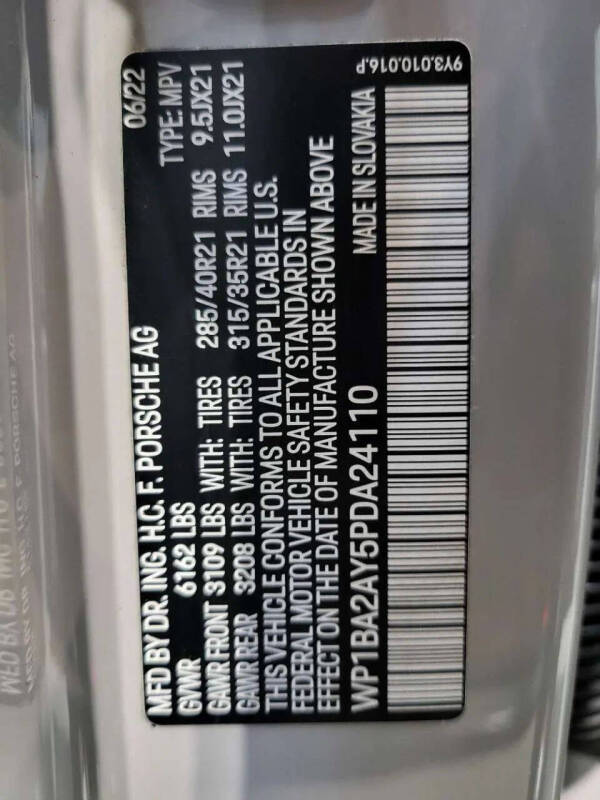 MFD BY DR. ING. H.C. F. PORSCHE AG 06/22
GVWR 6162 LBS TYPE: MPV
GAWR FRONT 3109 LBS WITH: TIRES 285/40R21 RIMS 9.5JX21
GAWR REAR 3208 LBS WITH: TIRES 315/35R21 RIMS 11.0JX21
THIS VEHICLE CONFORMS TO ALL APPLICABLE U.S.
FEDERAL MOTOR VEHICLE SAFETY STANDARDS IN
EFFECT ON THE DATE OF MANUFACTURE SHOWN ABOVE
WP1BA2AY5PDA24110 MADE IN SLOVAKIA
9Y3.010.016.P